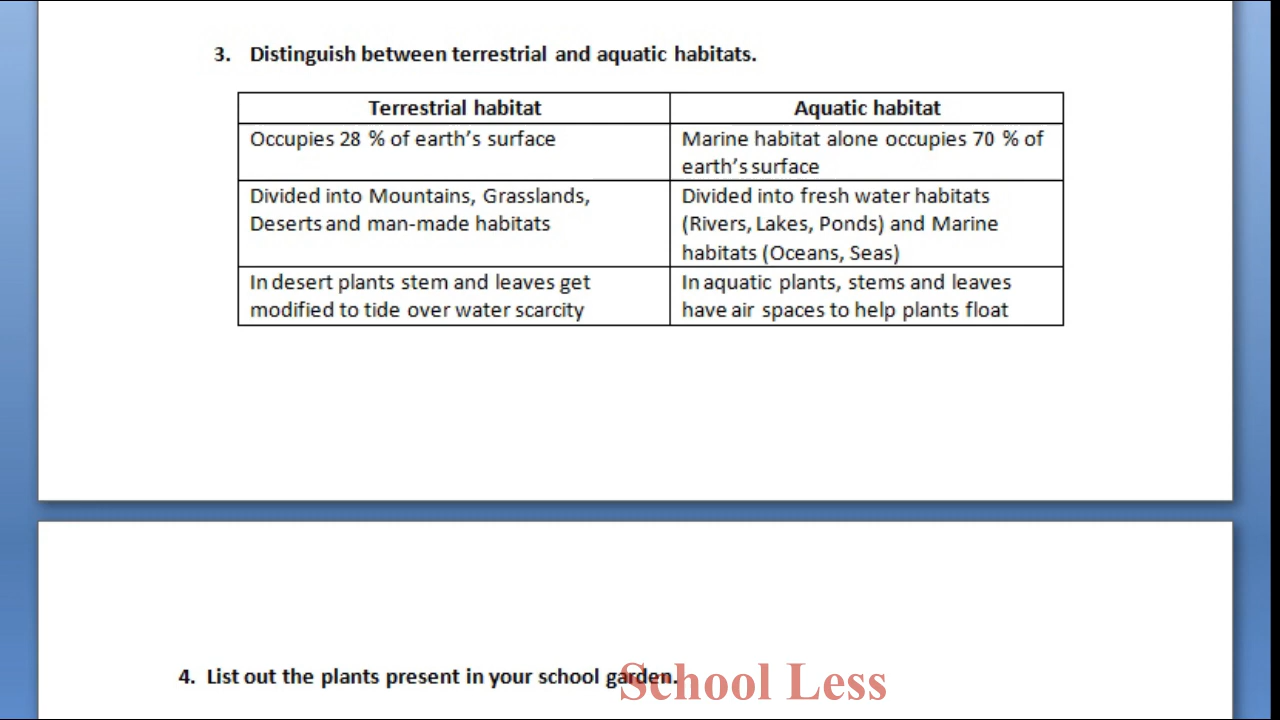 3. Distinguish between terrestrial and aquatic habitats.
Terrestrial habitat
Aquatic habitat
Occupies 28 % of earth's surface
Marine habitat alone occupies 70 % of
earth's surface
Divided into Mountains, Grasslands,
Deserts and man-made habitats
Divided into fresh water habitats
(Rivers, Lakes, Ponds) and Marine
habitats (Oceans, Seas)
In desert plants stem and leaves get
modified to tide over water scarcity
In aquatic plants, stems and leaves
have air spaces to help plants float
4. List out the plants present in your school garden.
School Less